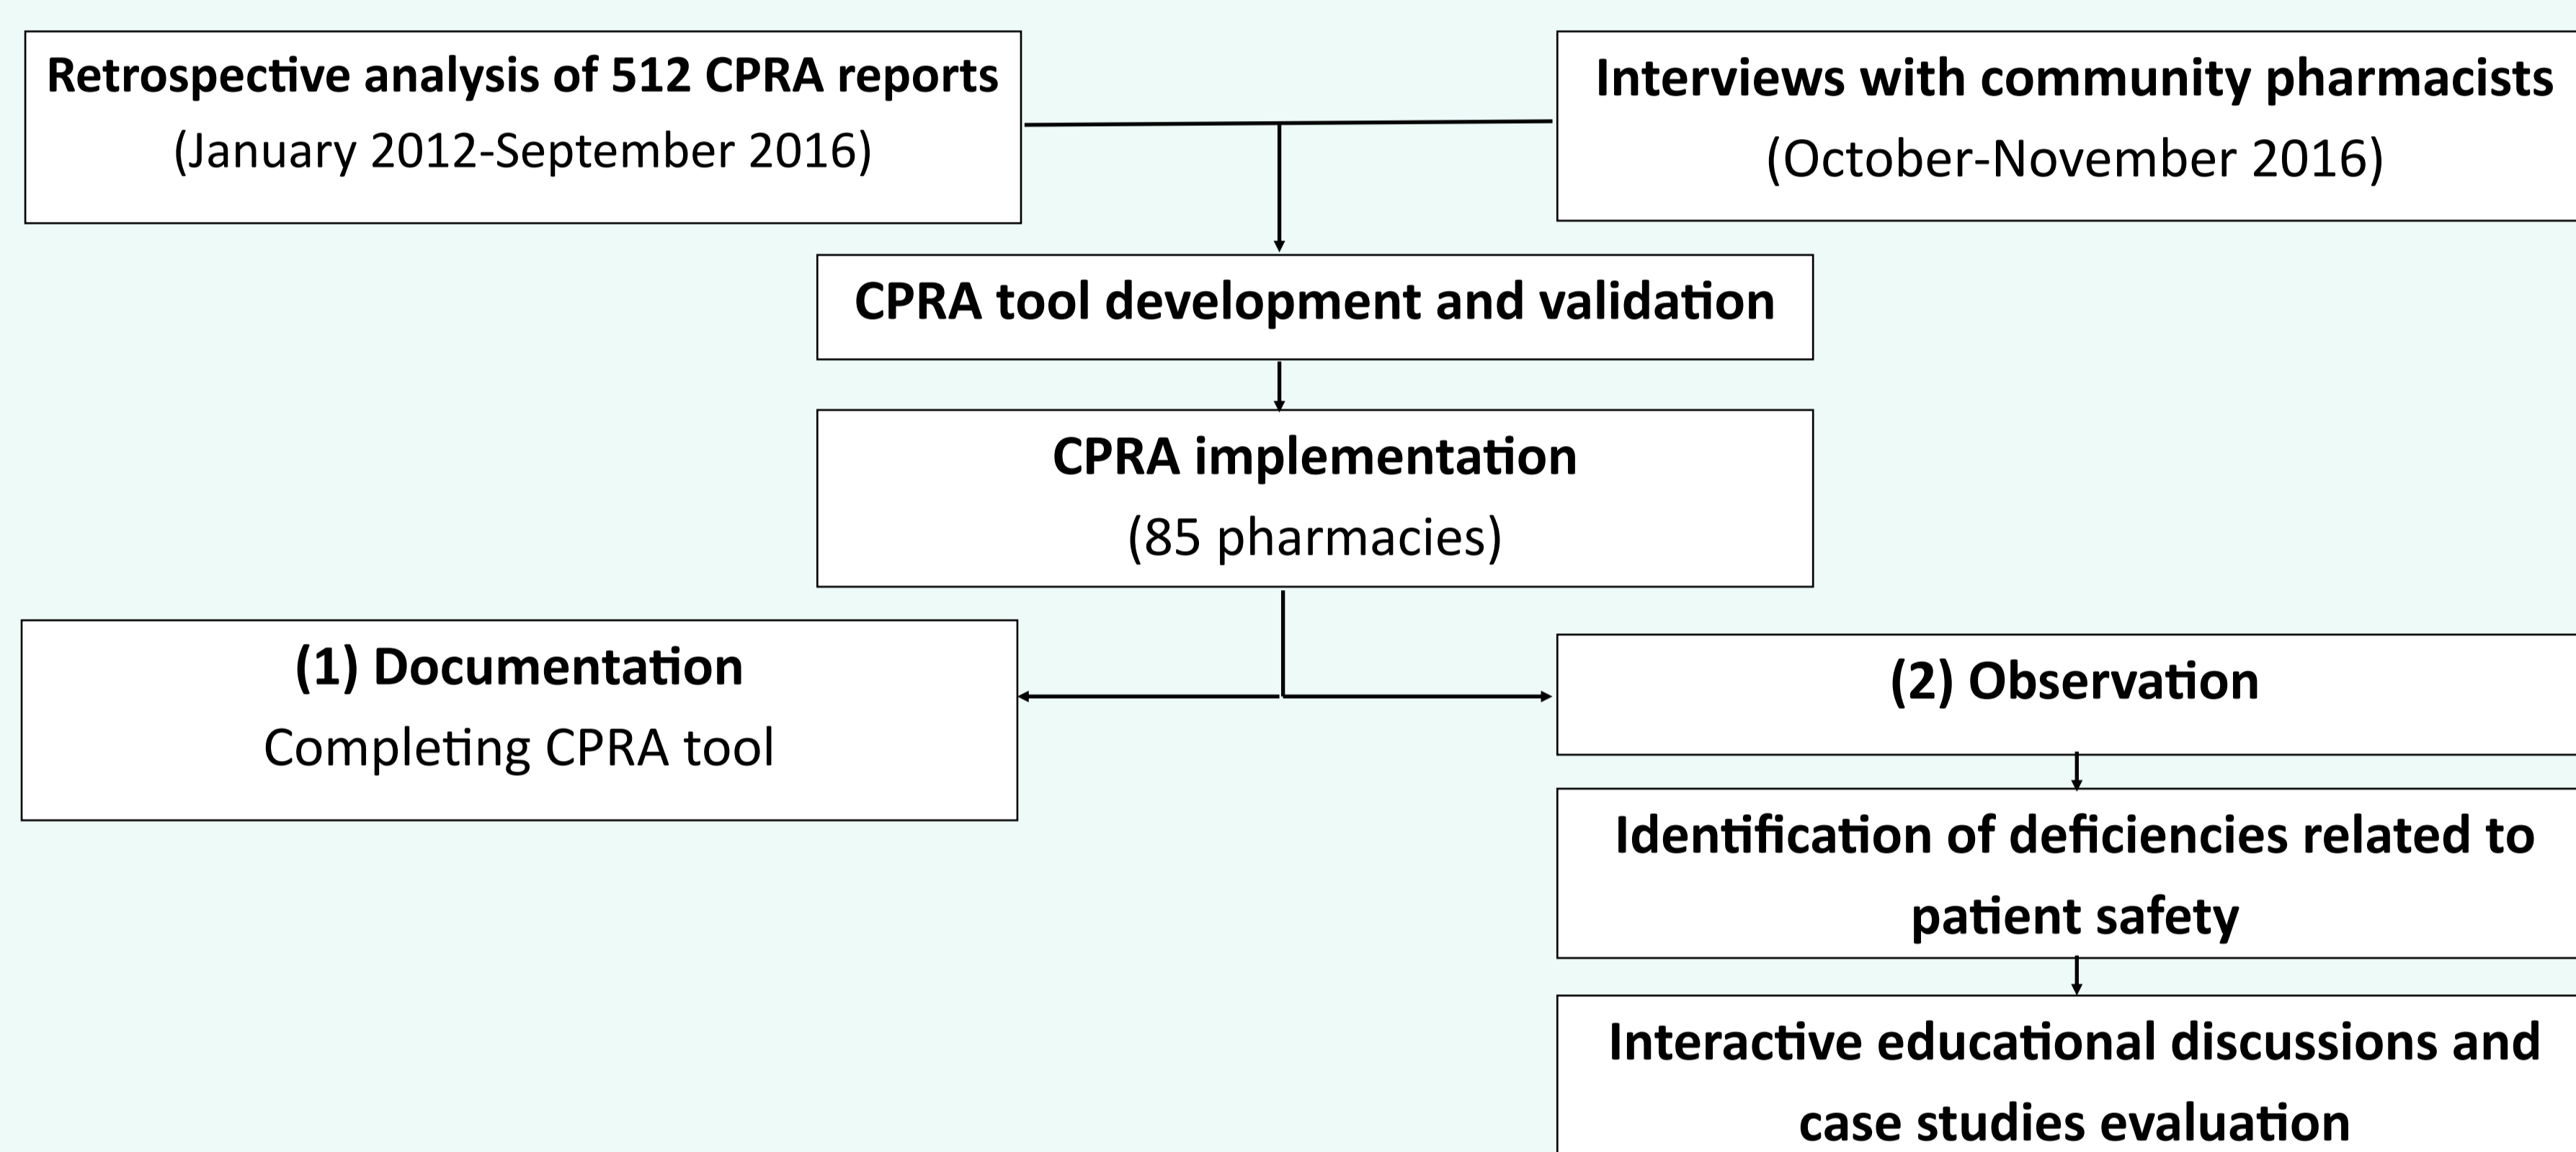 Retrospective analysis of 512 CPRA reports
(January 2012-September 2016)
Interviews with community pharmacists
(October-November 2016)
CPRA tool development and validation
CPRA implementation
(85 pharmacies)
(1) Documentation
Completing CPRA tool
(2) Observation
Identification of deficiencies related to
patient safety
Interactive educational discussions and
case studies evaluation